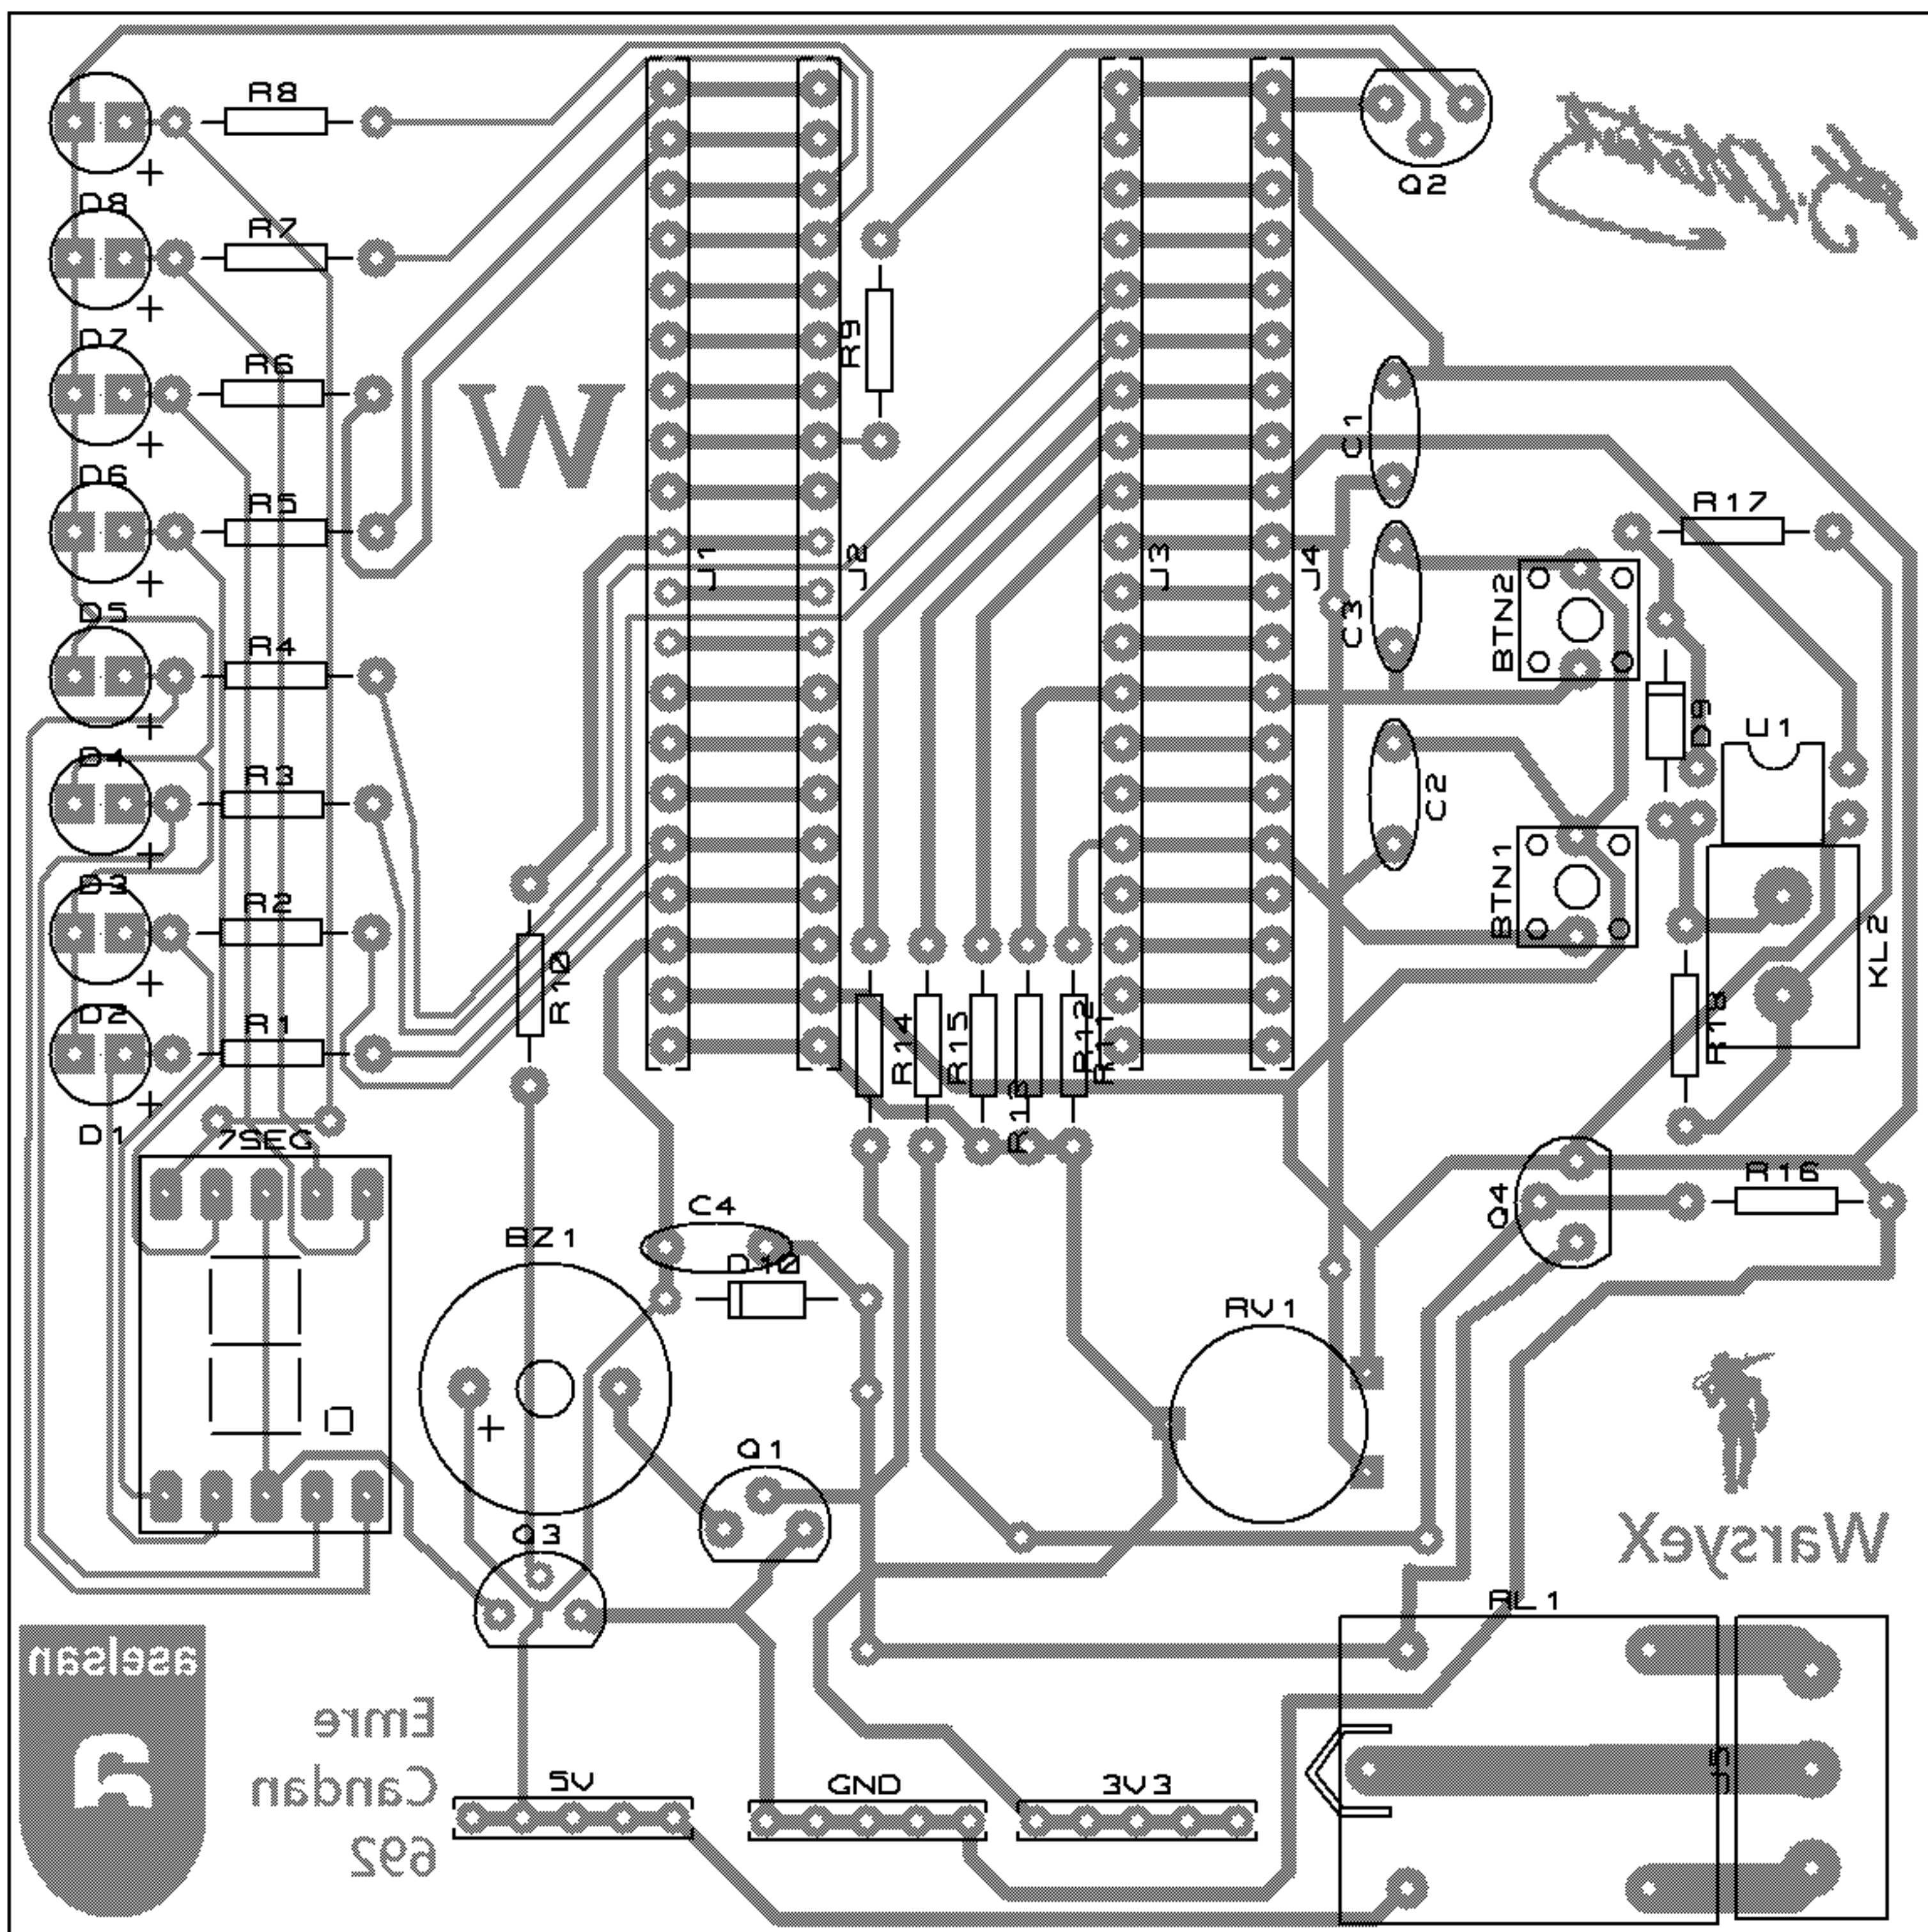 R8
D8
R7
D7
R6
D6
R5
D5
R4
D4
R3
D3
R2
D2
R1
D1
7SEG
W
J1
J2
R9
J3
J4
Q2
C1
C3
C2
BTN2
BTN1
R17
D9
U1
KL2
R18
R10
R14
R15
R13
R12
R11
Q4
R16
BZ1
C4
D10
RV1
Q1
Q3
WarsyeX
RL1
J5
aselsan
a
Emre
Candan
692
5V
GND
3V3